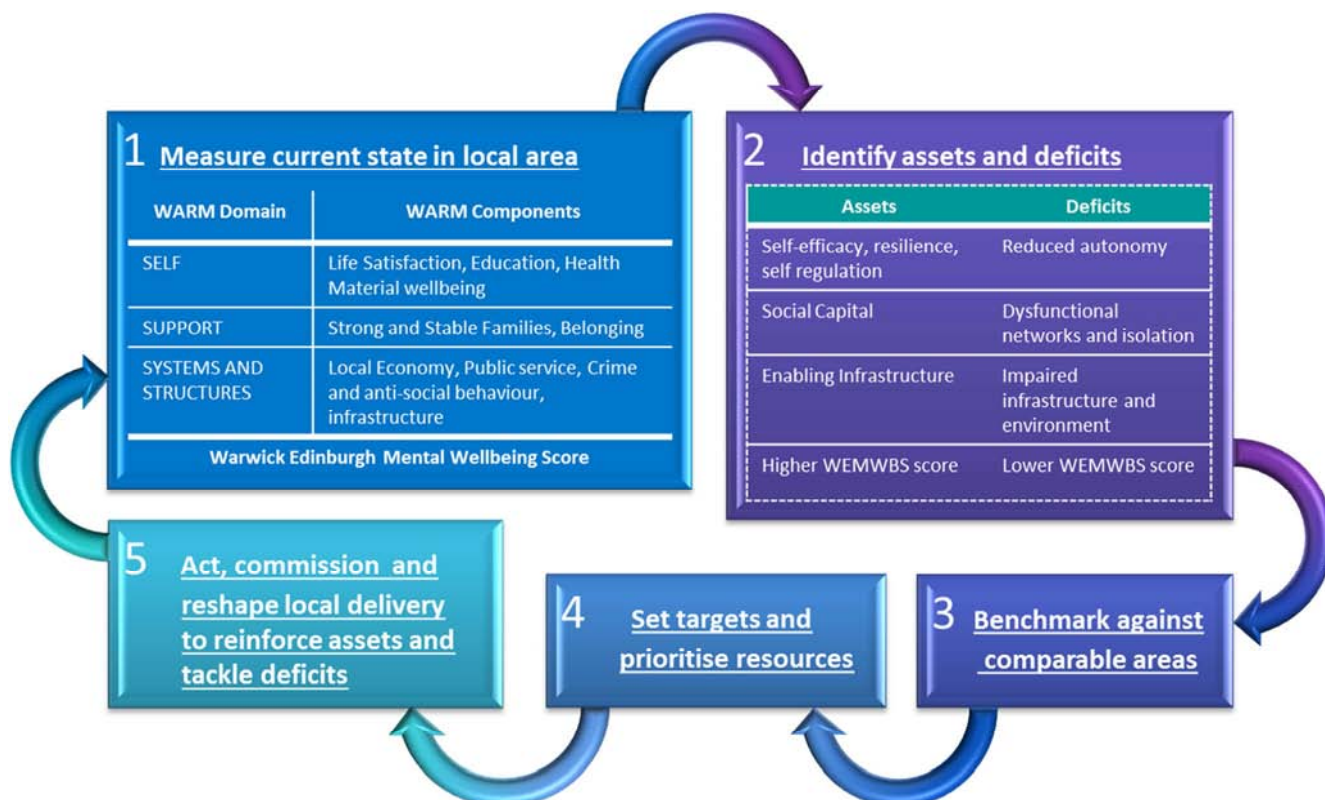 1 Measure current state in local area
WARM Domain WARM Components
SELF Life Satisfaction, Education, Health
Material wellbeing
SUPPORT Strong and Stable Families, Belonging
SYSTEMS AND Local Economy, Public service, Crime
STRUCTURES and anti-social behaviour,
infrastructure
Warwick Edinburgh Mental Wellbeing Score
2 Identify assets and deficits
Assets Deficits
Self-efficacy, resilience, Reduced autonomy
self regulation
Social Capital Dysfunctional
networks and isolation
Enabling Infrastructure Impaired
infrastructure and
environment
Higher WEMWBS score Lower WEMWBS score
3 Benchmark against
comparable areas
4 Set targets and
prioritise resources
5 Act, commission and
reshape local delivery
to reinforce assets and
tackle deficits